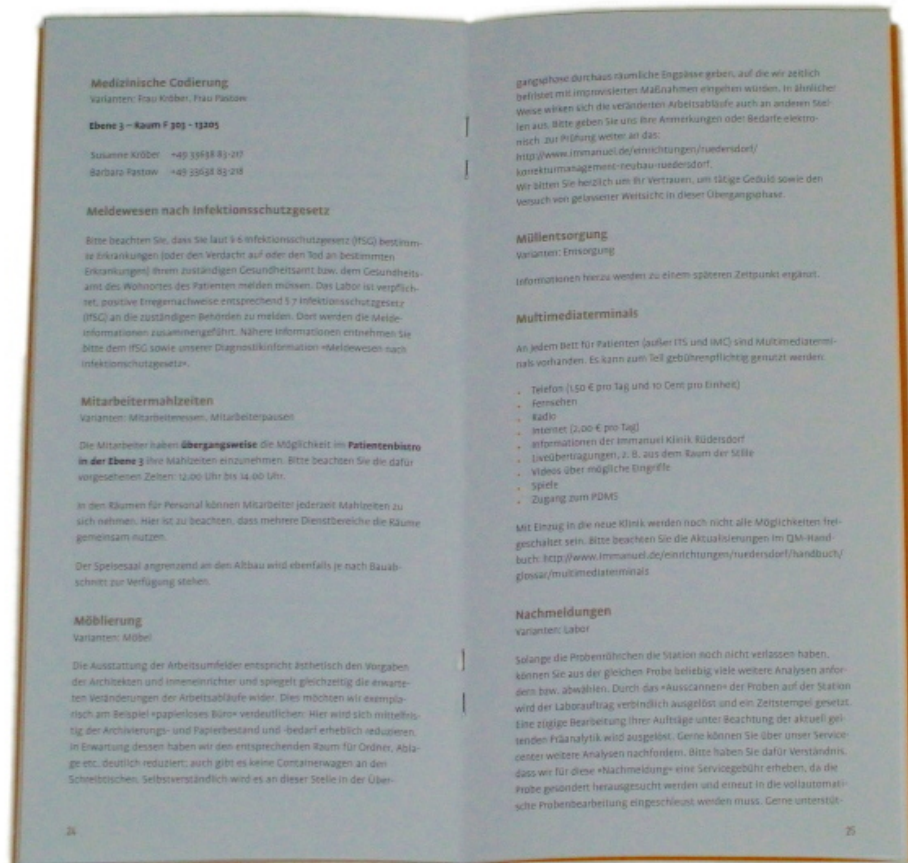 Medizinische Codierung
Varianten: Frau Kröber, Frau Pastow
Ebene 3 – Raum F 303 - 13205
Susanne Kröber +49 33638 83-217
Barbara Pastow +49 33638 83-218
Meldewesen nach Infektionsschutzgesetz
Bitte beachten Sie, dass Sie laut § 6 Infektionsschutzgesetz (IfSG) bestimm-
te Erkrankungen (oder den Verdacht auf oder den Tod an bestimmten
Erkrankungen) Ihrem zuständigen Gesundheitsamt bzw. dem Gesundheits-
amt des Wohnortes des Patienten melden müssen. Das Labor ist verpflich-
tet, positive Erregernachweise entsprechend § 7 Infektionsschutzgesetz
(IfSG) an die zuständigen Behörden zu melden. Dort werden die Melde-
informationen zusammengeführt. Nähere Informationen entnehmen Sie
bitte dem IfSG sowie unserer Diagnostikinformation »Meldewesen nach
Infektionsschutzgesetz«.
Mitarbeitermahlzeiten
Varianten: Mitarbeiteressen, Mitarbeiterpausen
Die Mitarbeiter haben übergangsweise die Möglichkeit im Patientenbistro
in der Ebene 3 ihre Mahlzeiten einzunehmen. Bitte beachten Sie die dafür
vorgesehenen Zeiten: 12.00 Uhr bis 14.00 Uhr.
In den Räumen für Personal können Mitarbeiter jederzeit Mahlzeiten zu
sich nehmen. Hier ist zu beachten, dass mehrere Dienstbereiche die Räume
gemeinsam nutzen.
Der Speisesaal angrenzend an den Altbau wird ebenfalls je nach Bauab-
schnitt zur Verfügung stehen.
Möblierung
Varianten: Möbel
Die Ausstattung der Arbeitsumfelder entspricht ästhetisch den Vorgaben
der Architekten und Inneneinrichter und spiegelt gleichzeitig die erwarte-
ten Veränderungen der Arbeitsabläufe wider. Dies möchten wir exempla-
risch am Beispiel »papierloses Büro« verdeutlichen: Hier wird sich mittelfris-
tig der Archivierungs- und Papierbestand und -bedarf erheblich reduzieren.
In Erwartung dessen haben wir den entsprechenden Raum für Ordner, Abla-
ge etc. deutlich reduziert; auch gibt es keine Containerwagen an den
Schreibtischen. Selbstverständlich wird es an dieser Stelle in der Über-
24
gangsphase durchaus räumliche Engpässe geben, auf die wir zeitlich
befristet mit improvisierten Maßnahmen eingehen würden. In ähnlicher
Weise wirken sich die veränderten Arbeitsabläufe auch an anderen Stel-
len aus. Bitte geben Sie uns Ihre Anmerkungen oder Bedarfe elektro-
nisch zur Prüfung weiter an das:
http://www.immanuel.de/einrichtungen/ruedersdorf/
korrekturmanagement-neubau-ruedersdorf.
Wir bitten Sie herzlich um Ihr Vertrauen, um tätige Geduld sowie den
Versuch von gelassener Weitsicht in dieser Übergangsphase.
Müllentsorgung
Varianten: Entsorgung
Informationen hierzu werden zu einem späteren Zeitpunkt ergänzt.
Multimediaterminals
An jedem Bett für Patienten (außer ITS und IMC) sind Multimediatermi-
nals vorhanden. Es kann zum Teil gebührenpflichtig genutzt werden:
• Telefon (1,50 € pro Tag und 10 Cent pro Einheit)
• Fernsehen
• Radio
• Internet (2,00 € pro Tag)
• Informationen der Immanuel Klinik Rüdersdorf
• Liveübertragungen, z. B. aus dem Raum der Stille
• Videos über mögliche Eingriffe
• Spiele
• Zugang zum PDMS
Mit Einzug in die neue Klinik werden noch nicht alle Möglichkeiten frei-
geschaltet sein. Bitte beachten Sie die Aktualisierungen im QM-Hand-
buch: http://www.immanuel.de/einrichtungen/ruedersdorf/handbuch/
glossar/multimediaterminals
Nachmeldungen
Varianten: Labor
Solange die Probenröhrchen die Station noch nicht verlassen haben,
können Sie aus der gleichen Probe beliebig viele weitere Analysen anfor-
dern bzw. abwählen. Durch das »Ausscannen« der Proben auf der Station
wird der Laborauftrag verbindlich ausgelöst und ein Zeitstempel gesetzt.
Eine zügige Bearbeitung Ihrer Aufträge unter Beachtung der aktuell gel-
tenden Präanalytik wird ausgelöst. Gerne können Sie über unser Service-
center weitere Analysen nachfordern. Bitte haben Sie dafür Verständnis,
dass wir für diese »Nachmeldung« eine Servicegebühr erheben, da die
Probe gesondert herausgesucht werden und erneut in die vollautomati-
sche Probenbearbeitung eingeschleust werden muss. Gerne unterstüt-
25